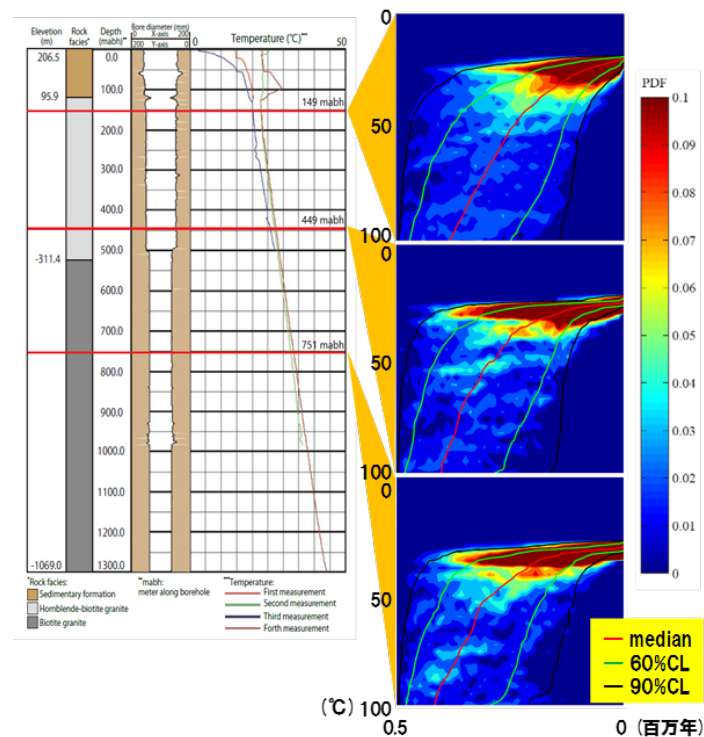 Elevation
(m)
Rock
facies*
Depth
(mabh)**
Bore diameter (mm)
0 X-axis 200
200 Y-axis 0
0 Temperature (℃)*** 50
206.5
95.9
-311.4
-1069.0
0.0
100.0
200.0
300.0
400.0
500.0
600.0
700.0
800.0
900.0
1000.0
1100.0
1200.0
1300.0
149 mabh
449 mabh
751 mabh
*Rock facies:
Sedimentory formation
Hornblende-biotite granite
Biotite granite
**mabh:
meter along borehole
***Temperature:
First measurement
Second measurement
Third measurement
Forth measurement
0
50
100
0
50
100
0
50
(℃) 100
0.5 0 (百万年)
PDF
0.1
0.09
0.08
0.07
0.06
0.05
0.04
0.03
0.02
0.01
0
median
60%CL
90%CL